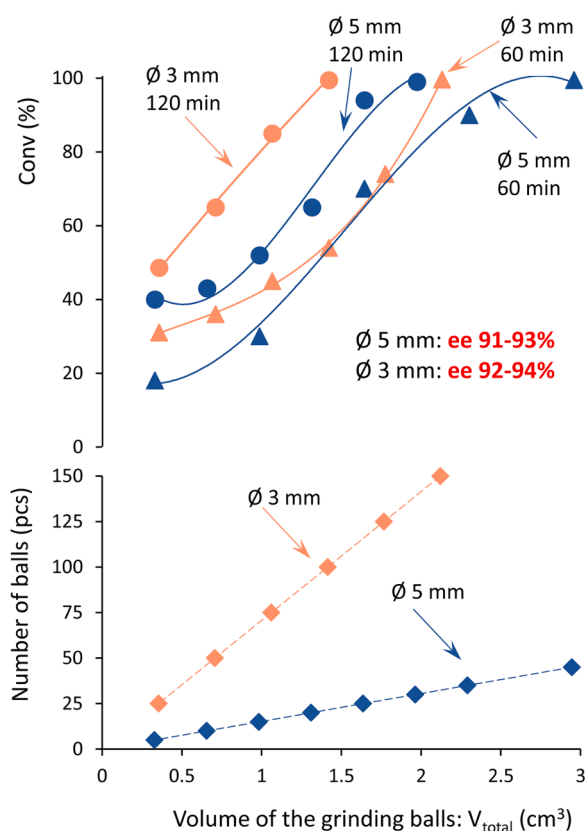 Ø 3 mm
120 min
Ø 5 mm
120 min
Ø 3 mm
60 min
Ø 5 mm
60 min
Conv (%)
100
80
60
40
20
0
Ø 5 mm: ee 91-93%
Ø 3 mm: ee 92-94%
Number of balls (pcs)
150
125
100
75
50
25
0
Ø 3 mm
Ø 5 mm
0 0.5 1 1.5 2 2.5 3
Volume of the grinding balls: V_total (cm³)